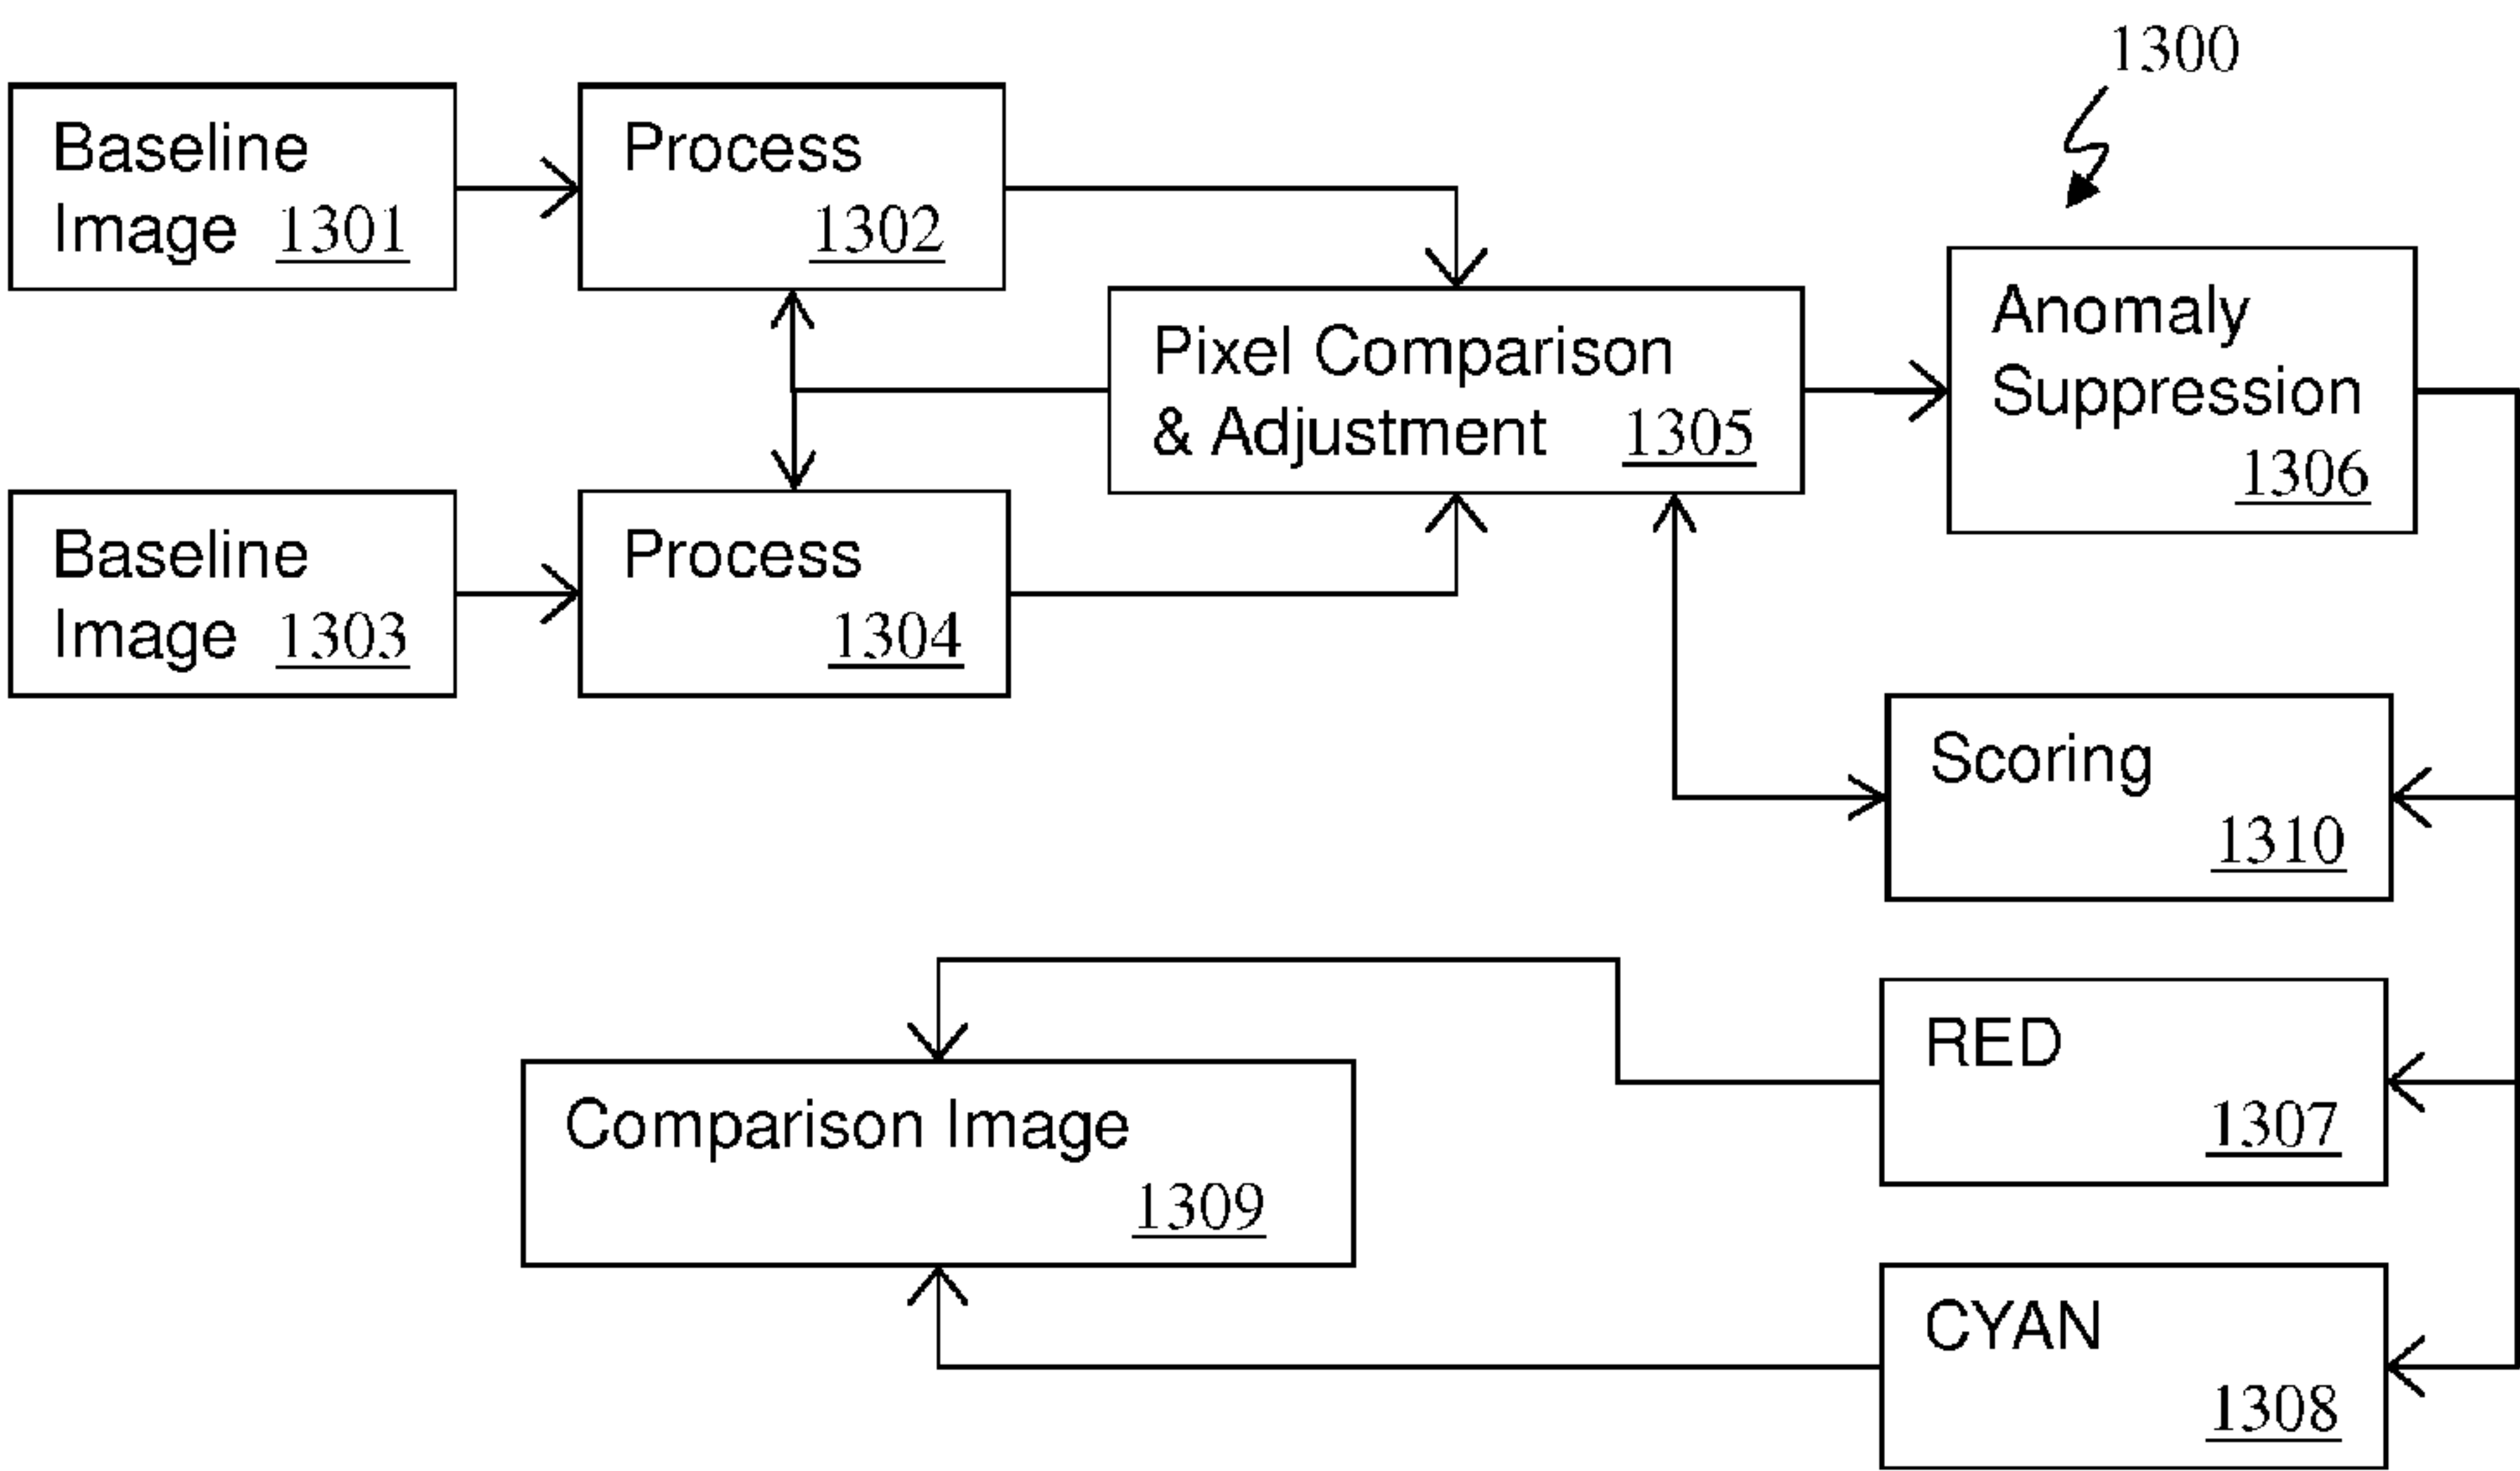 1300
Baseline
Image 1301
Process
1302
Pixel Comparison
& Adjustment 1305
Anomaly
Suppression
1306
Baseline
Image 1303
Process
1304
Scoring
1310
RED
1307
Comparison Image
1309
CYAN
1308